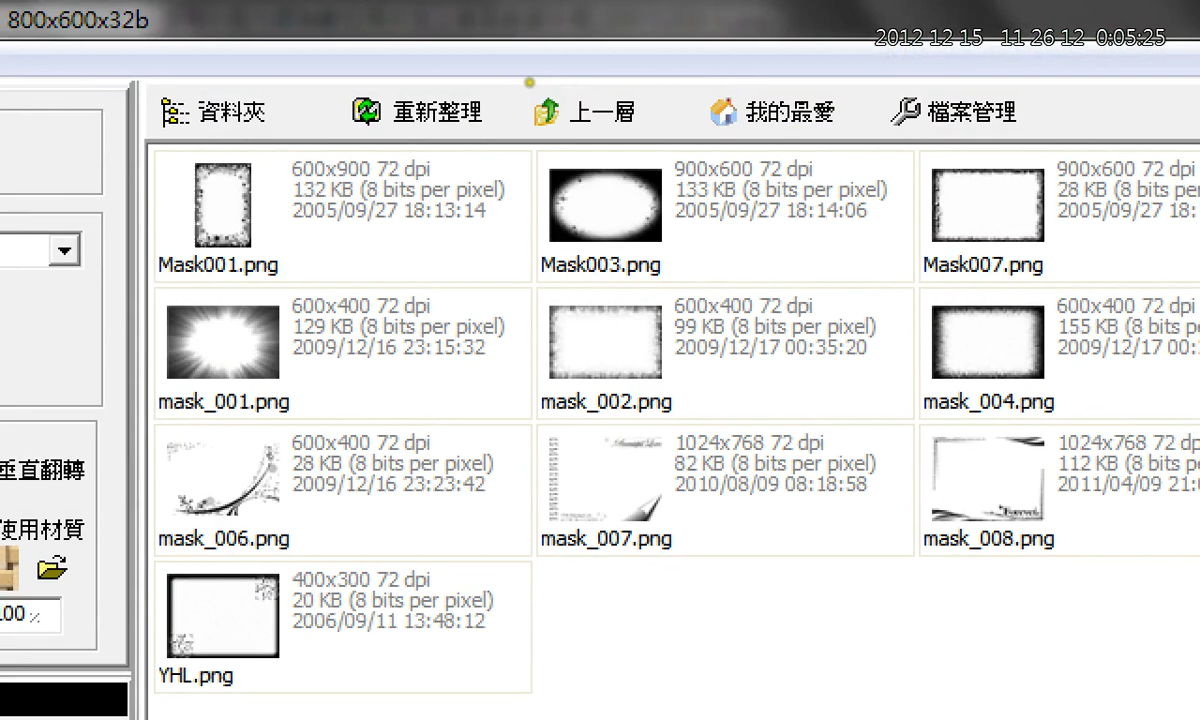 800x600x32b
2012 12 15 11 26 12 0:05:25
資料夾 重新整理 上一層 我的最愛 檔案管理
600x900 72 dpi
132 KB (8 bits per pixel)
2005/09/27 18:13:14
Mask001.png
900x600 72 dpi
133 KB (8 bits per pixel)
2005/09/27 18:14:06
Mask003.png
900x600 72 dpi
28 KB (8 bits per
2005/09/27 18:
Mask007.png
600x400 72 dpi
129 KB (8 bits per pixel)
2009/12/16 23:15:32
mask_001.png
600x400 72 dpi
99 KB (8 bits per pixel)
2009/12/17 00:35:20
mask_002.png
600x400 72 dpi
155 KB (8 bits per
2009/12/17 00:
mask_004.png
600x400 72 dpi
28 KB (8 bits per pixel)
2009/12/16 23:23:42
mask_006.png
1024x768 72 dpi
82 KB (8 bits per pixel)
2010/08/09 08:18:58
mask_007.png
1024x768 72 dp
112 KB (8 bits pe
2011/04/09 21:
Forever
mask_008.png
400x300 72 dpi
20 KB (8 bits per pixel)
2006/09/11 13:48:12
YHL.png
垂直翻轉
使用材質
100 %